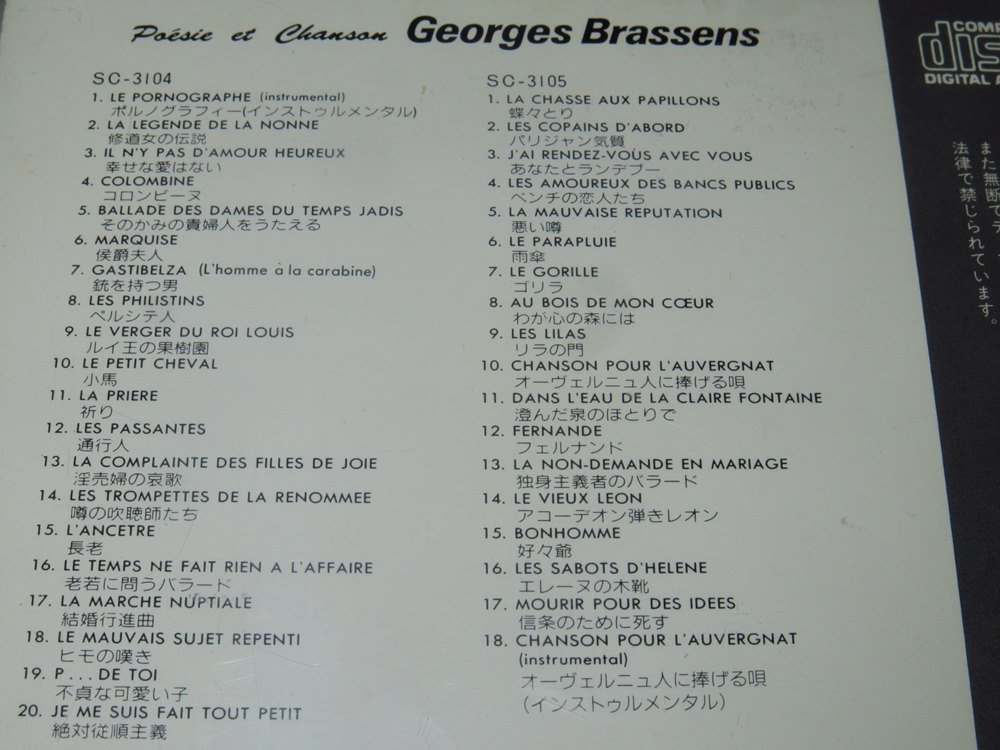 Poésie et Chanson Georges Brassens
SC-3104
1. LE PORNOGRAPHE (instrumental)
ポルノグラフィー(インストゥルメンタル)
2. LA LEGENDE DE LA NONNE
修道女の伝説
3. IL N'Y PAS D'AMOUR HEUREUX
幸せな愛はない
4. COLOMBINE
コロンビーヌ
5. BALLADE DES DAMES DU TEMPS JADIS
そのかみの貴婦人をうたえる
6. MARQUISE
侯爵夫人
7. GASTIBELZA (L'homme à la carabine)
銃を持つ男
8. LES PHILISTINS
ペルシテ人
9. LE VERGER DU ROI LOUIS
ルイ王の果樹園
10. LE PETIT CHEVAL
小馬
11. LA PRIERE
祈り
12. LES PASSANTES
通行人
13. LA COMPLAINTE DES FILLES DE JOIE
淫売婦の哀歌
14. LES TROMPETTES DE LA RENOMMEE
噂の吹聴師たち
15. L'ANCETRE
長老
16. LE TEMPS NE FAIT RIEN A L'AFFAIRE
老若に問うバラード
17. LA MARCHE NUPTIALE
結婚行進曲
18. LE MAUVAIS SUJET REPENTI
ヒモの嘆き
19. P...DE TOI
不貞な可愛い子
20. JE ME SUIS FAIT TOUT PETIT
絶対従順主義
SC-3105
1. LA CHASSE AUX PAPILLONS
蝶々とり
2. LES COPAINS D'ABORD
パリジャン気質
3. J'AI RENDEZ-VOUS AVEC VOUS
あなたとランデブー
4. LES AMOUREUX DES BANCS PUBLICS
ベンチの恋人たち
5. LA MAUVAISE REPUTATION
悪い噂
6. LE PARAPLUIE
雨傘
7. LE GORILLE
ゴリラ
8. AU BOIS DE MON CŒUR
わが心の森には
9. LES LILAS
リラの門
10. CHANSON POUR L'AUVERGNAT
オーヴェルニュ人に捧げる唄
11. DANS L'EAU DE LA CLAIRE FONTAINE
澄んだ泉のほとりで
12. FERNANDE
フェルナンド
13. LA NON-DEMANDE EN MARIAGE
独身主義者のバラード
14. LE VIEUX LEON
アコーデオン弾きレオン
15. BONHOMME
好々爺
16. LES SABOTS D'HELENE
エレーヌの木靴
17. MOURIR POUR DES IDEES
信条のために死す
18. CHANSON POUR L'AUVERGNAT
(instrumental)
オーヴェルニュ人に捧げる唄
(インストゥルメンタル)
COMP
dis
DIGITAL A
また無断でテ
法律で禁じられています。